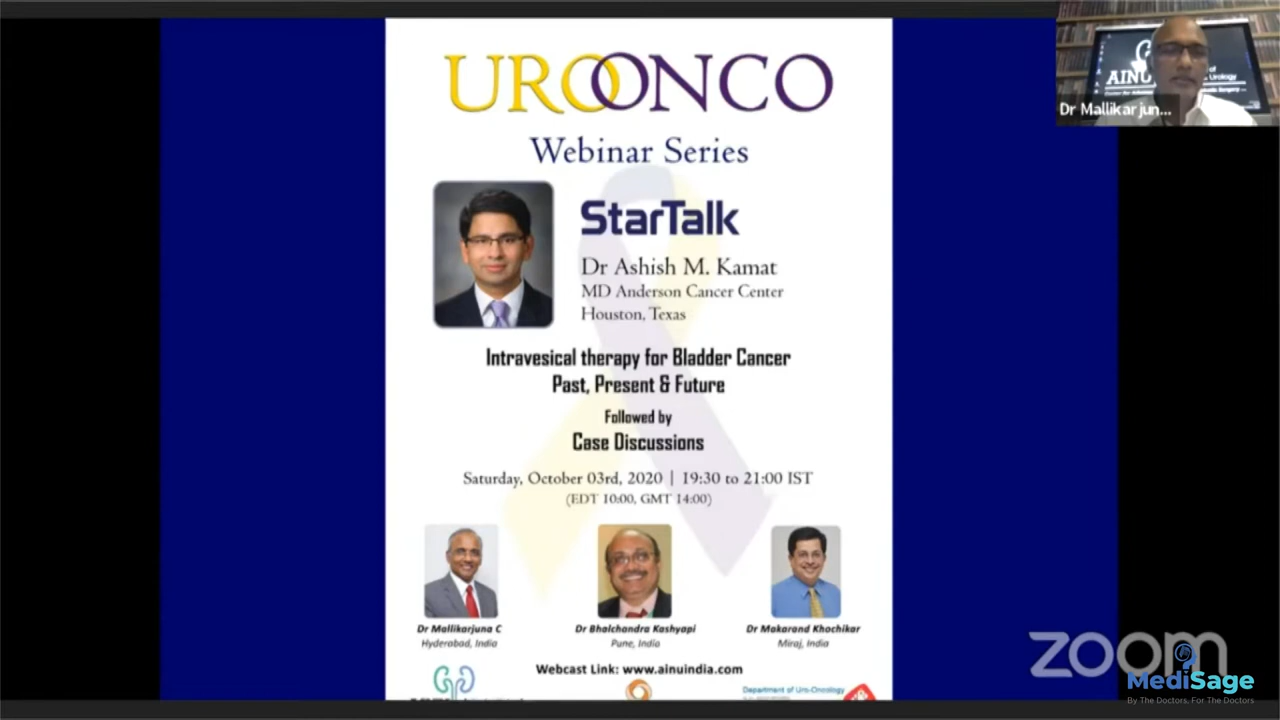 URO ONCO
Webinar Series
StarTalk
Dr Ashish M. Kamat
MD Anderson Cancer Center
Houston, Texas
Intravesical therapy for Bladder Cancer
Past, Present & Future
Followed by
Case Discussions
Saturday, October 03rd, 2020 | 19:30 to 21:00 IST
(EDT 10:00, GMT 14:00)
Dr Mallikarjuna C
Hyderabad, India
Dr Bhalchandra Kashyapi
Pune, India
Dr Makarand Khochikar
Miraj, India
Webcast Link: www.ainuindia.com
Department of Uro-Oncology
Dr Mallikarjun...
zoom
MediSage
By The Doctors, For The Doctors